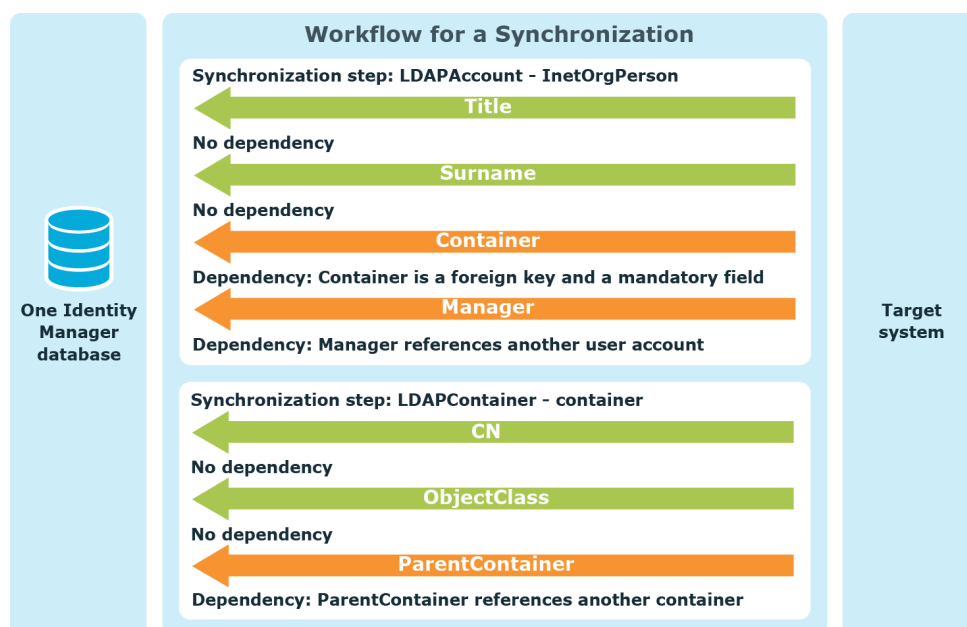 Workflow for a Synchronization
Synchronization step: LDAPAccount - InetOrgPerson
Title
No dependency
Surname
No dependency
Container
Dependency: Container is a foreign key and a mandatory field
Manager
Dependency: Manager references another user account
Synchronization step: LDAPContainer - container
CN
No dependency
ObjectClass
No dependency
ParentContainer
Dependency: ParentContainer references another container
One Identity
Manager
database
Target
system